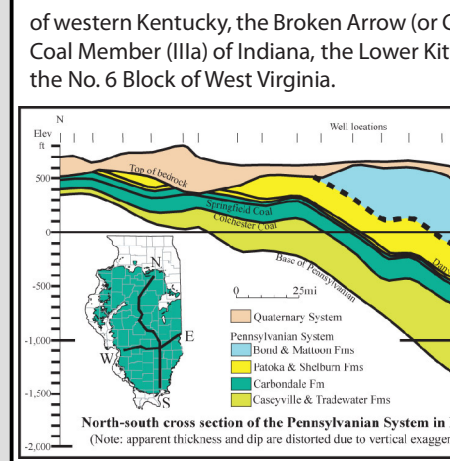 of western Kentucky, the Broken Arrow (or
Coal Member (IIIa) of Indiana, the Lower
the No. 6 Block of West Virginia.
N
Well locations
Elev
ft
Top of bedrock
500
Springfield Coal
Colchester Coal
0
Base of Pennsylvanian
-500
N
0 25mi
Quaternary System
Pennsylvanian System
Bond & Mattoon Fms
-1,000
E
W
Patoka & Shelburn Fms
Carbondale Fm
-1,500
Caseyville & Tradewater Fms
S
North-south cross section of the Pennsylvanian System in
(Note: apparent thickness and dip are distorted due to vertical
-2,000